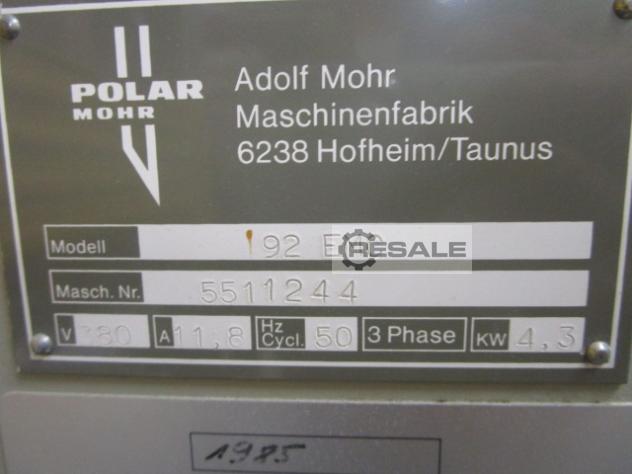 POLAR
MOHR
Adolf Mohr
Maschinenfabrik
6238 Hofheim/Taunus
Modell 92
RESALE
Masch. Nr. 5511244
V 380 A 11,8 Hz Cycl. 50 3 Phase KW 4,3
1985